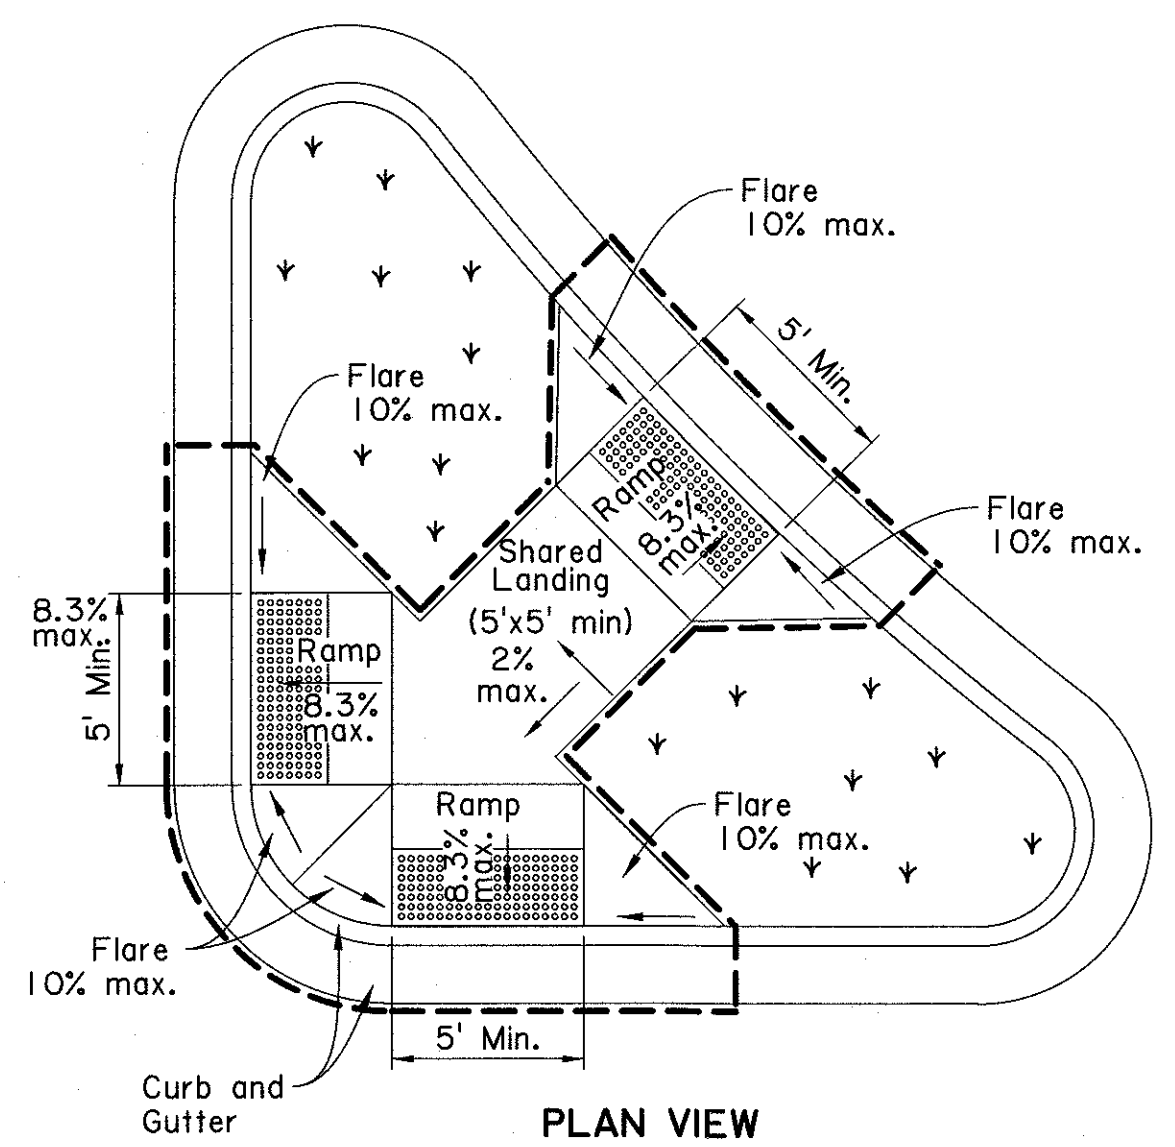 Flare
10% max.
5' Min.
Flare
10% max.
Ramp
8.3%
max.
Flare
10% max.
Shared
Landing
(5'x5' min)
2%
max.
8.3%
max.
5' Min.
Ramp
8.3%
max.
Ramp
8.3%
max.
Flare
10% max.
Flare
10% max.
5' Min.
Curb and
Gutter
PLAN VIEW